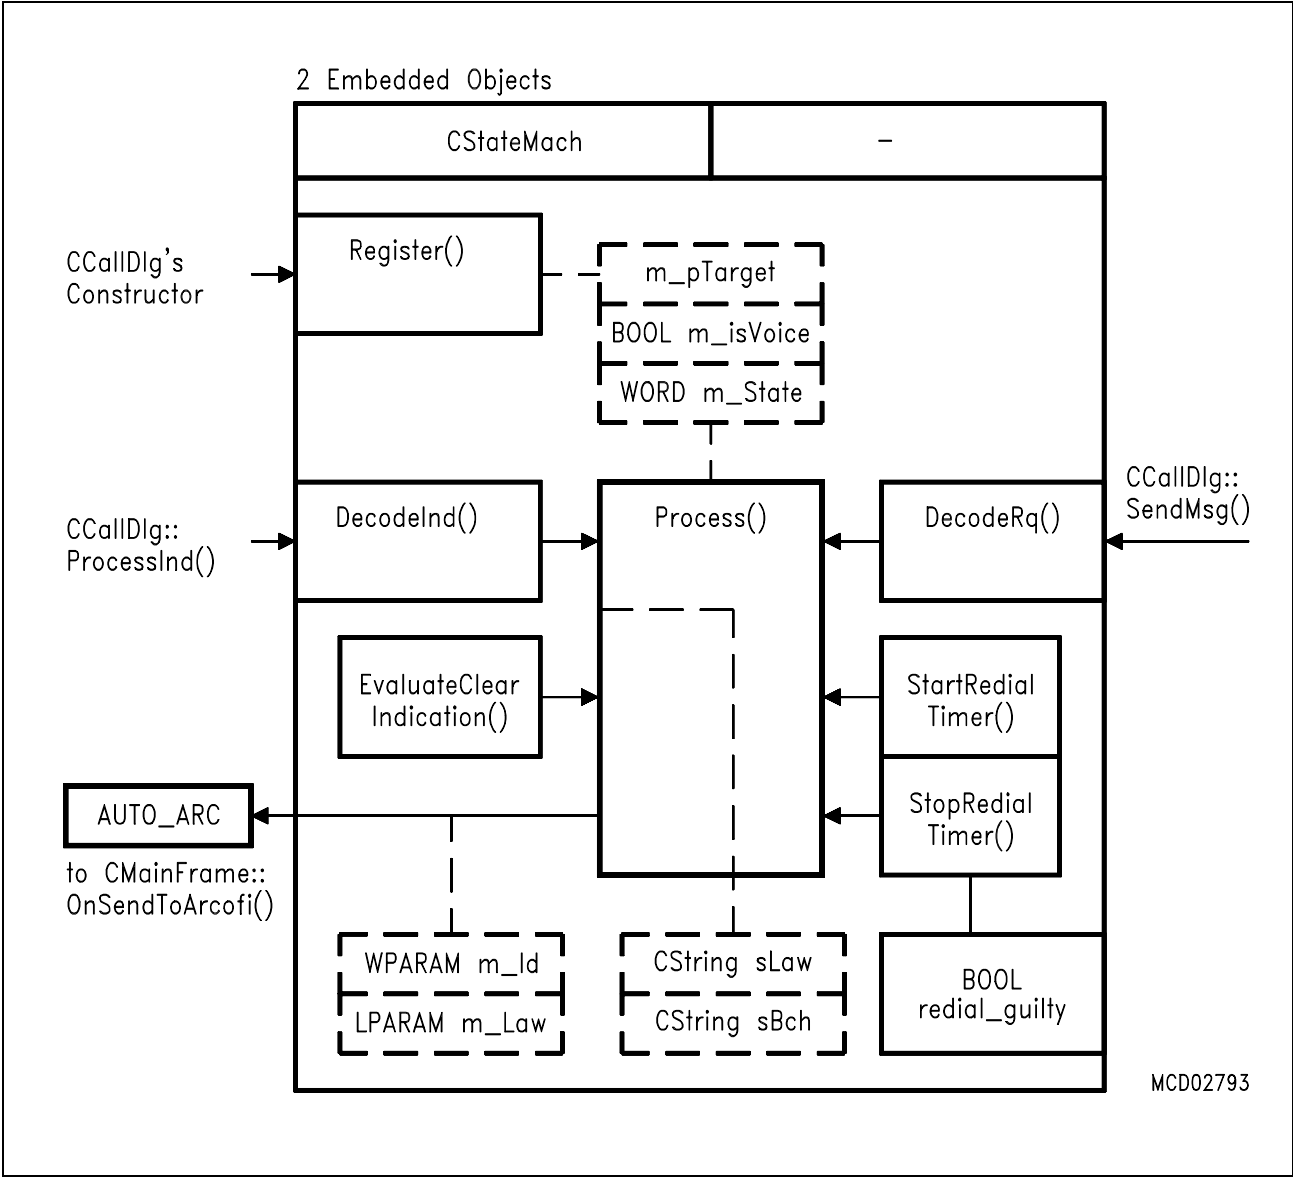 2 Embedded Objects
CStateMach
–
Register()
CCallDlg's
Constructor
m_pTarget
BOOL m_isVoice
WORD m_State
CCallDlg::
ProcessInd()
DecodeInd()
Process()
DecodeRq()
CCallDlg::
SendMsg()
EvaluateClear
Indication()
StartRedial
Timer()
AUTO_ARC
to CMainFrame::
OnSendToArcofi()
StopRedial
Timer()
WPARAM m_Id
LPARAM m_Law
CString sLaw
CString sBch
BOOL
redial_guilty
MCD02793